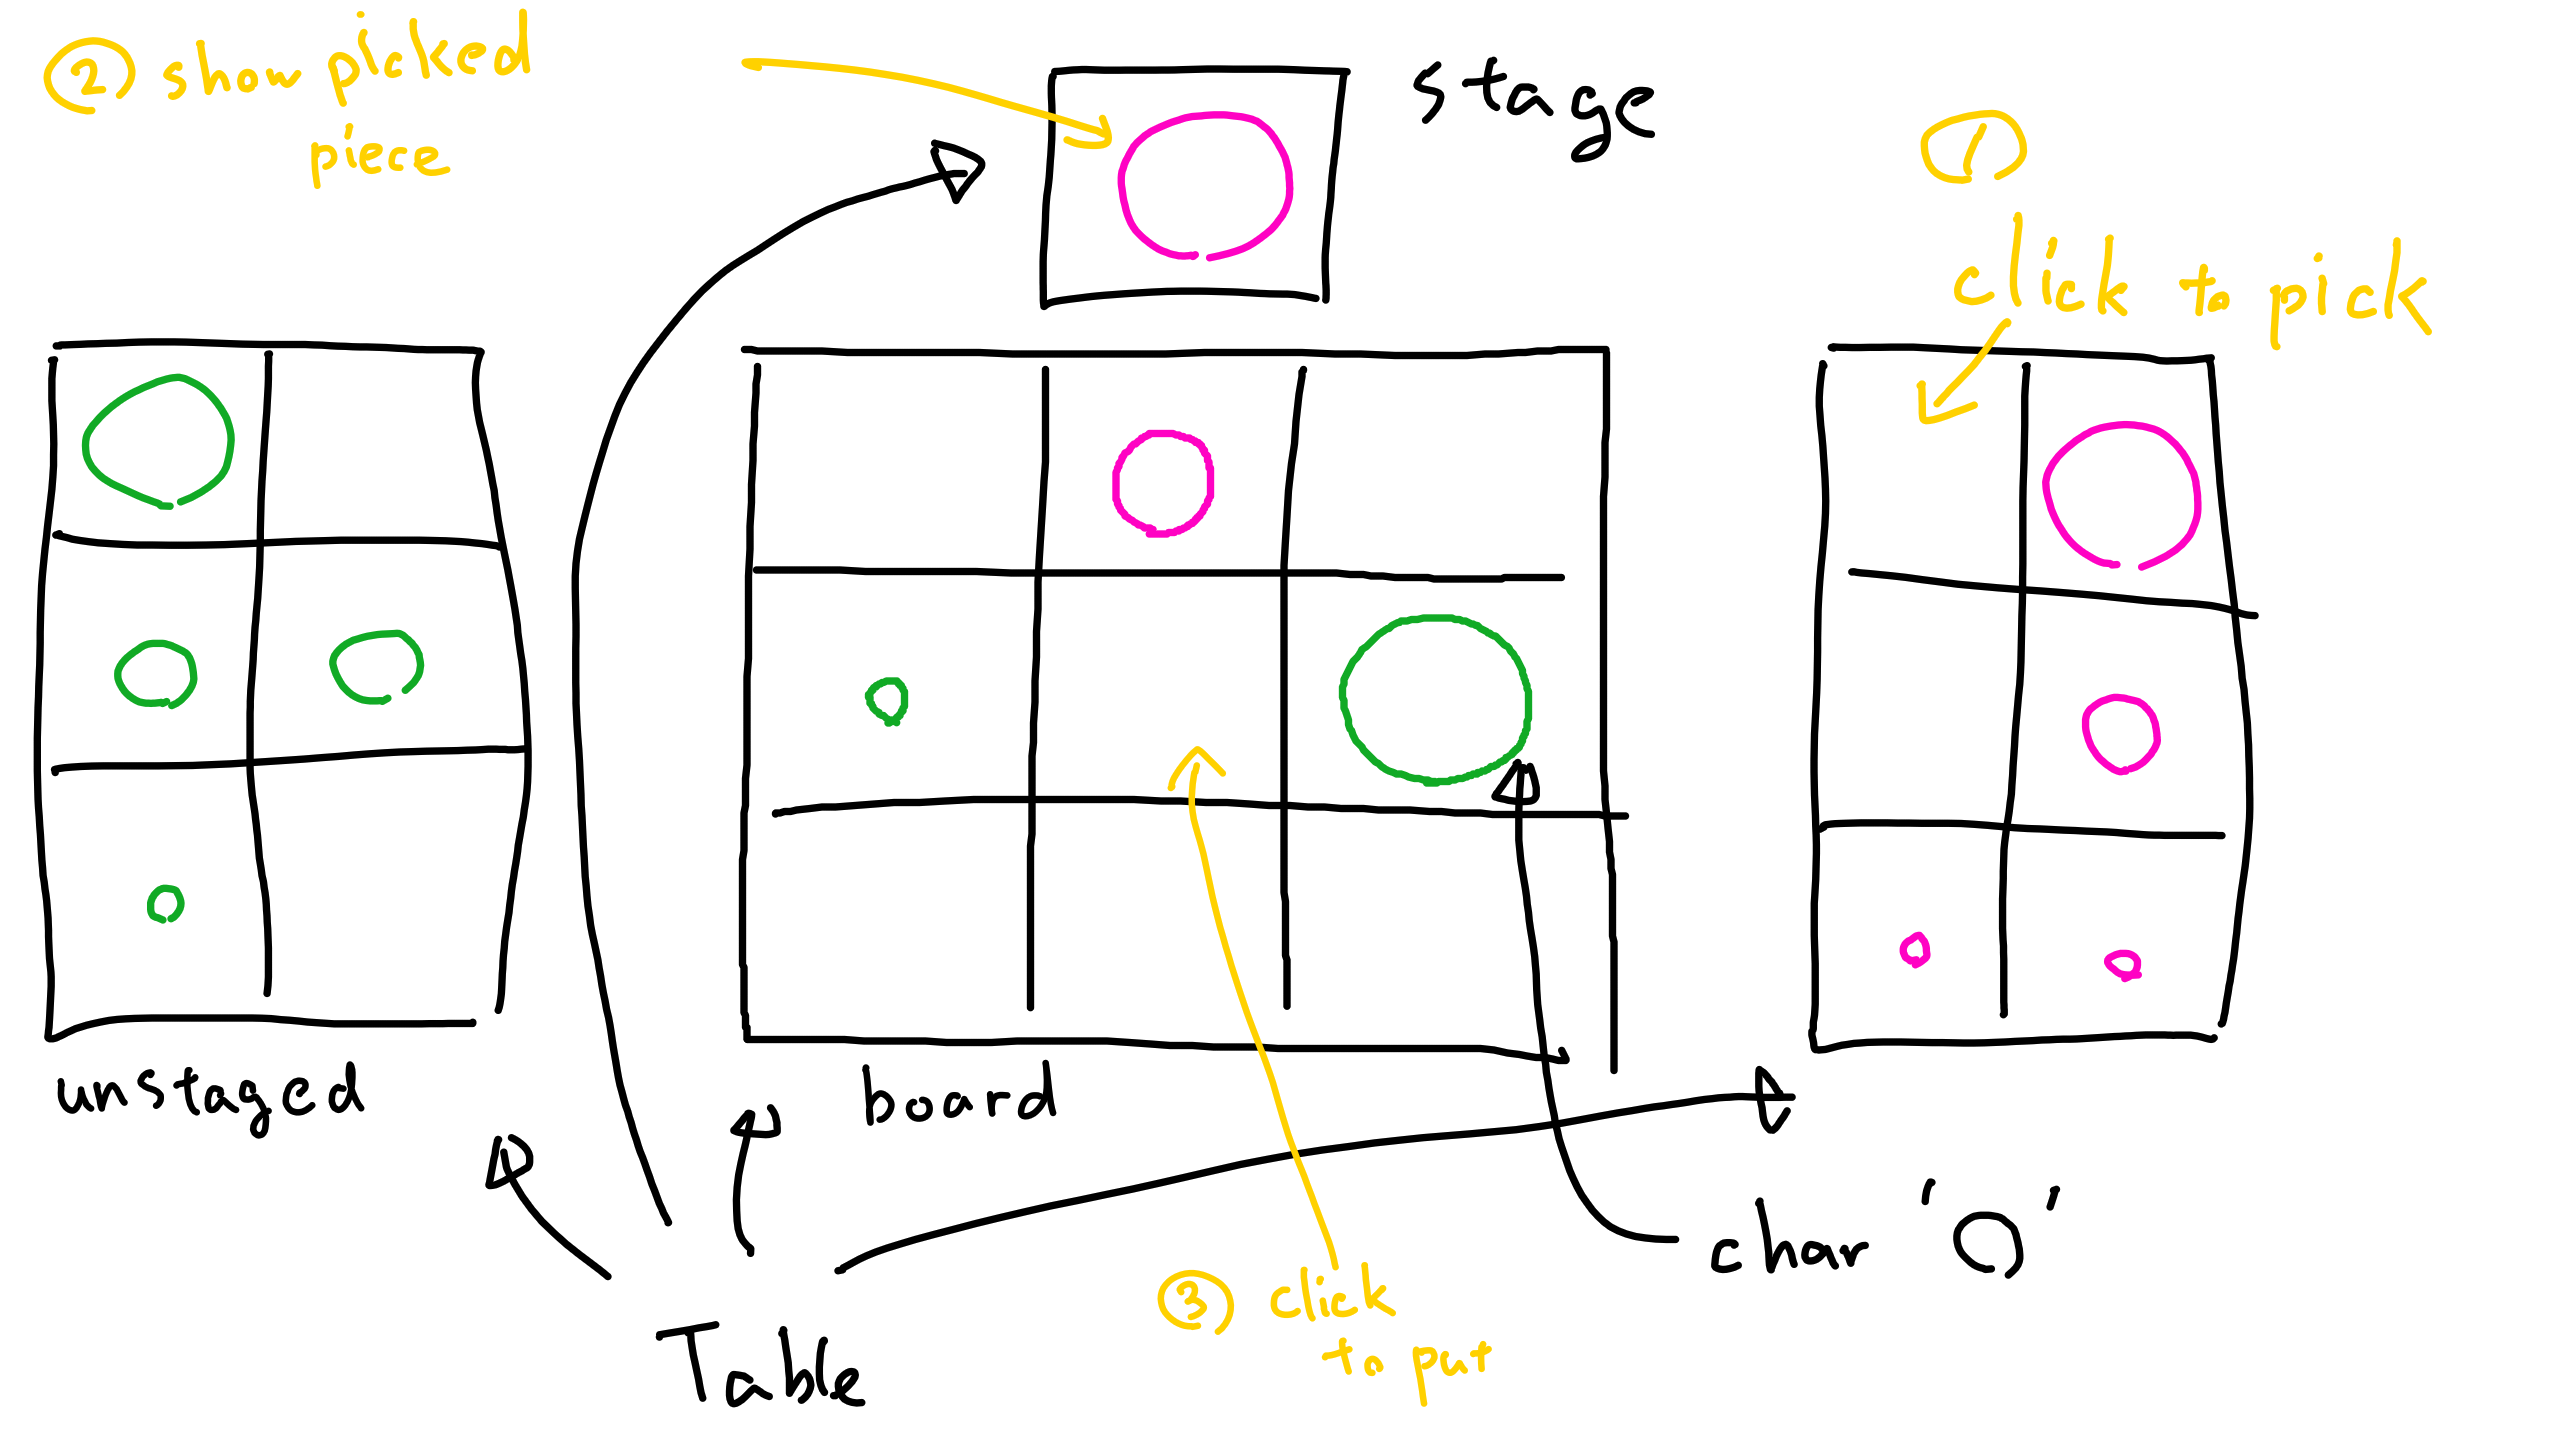 ② show picked
piece
stage
①
click to pick
unstaged
board
char 'O'
Table
③ click
to put